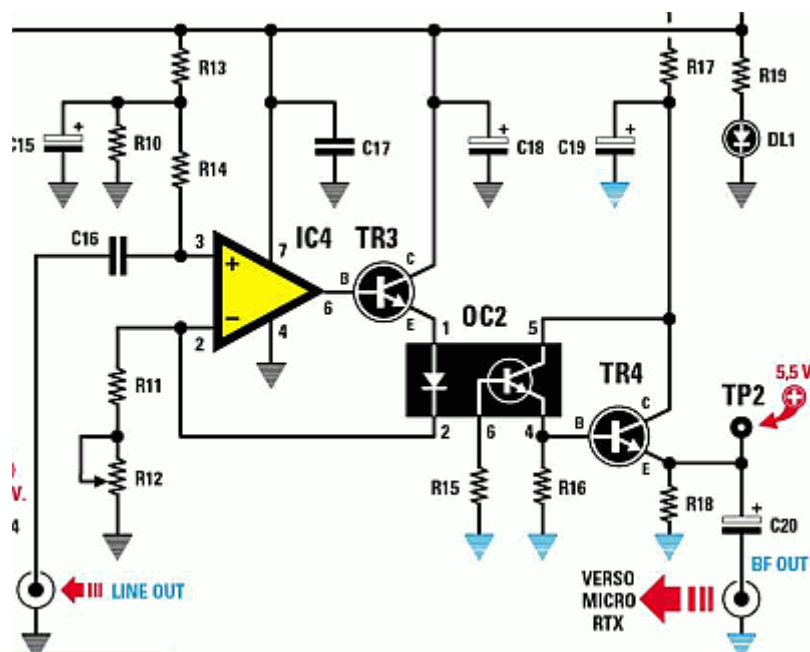 R13
R17
R19
C15
+
R10
R14
C17
+
C18
C19
+
DL1
C16
3
+
IC4
TR3
7
C
B
6
E
2
−
4
1
OC2
5
TR4
TP2
5,5 V
+
R11
2
6
4
B
C
E
R12
V.
4
R15
R16
R18
+
C20
LINE OUT
BF OUT
VERSO
MICRO
RTX